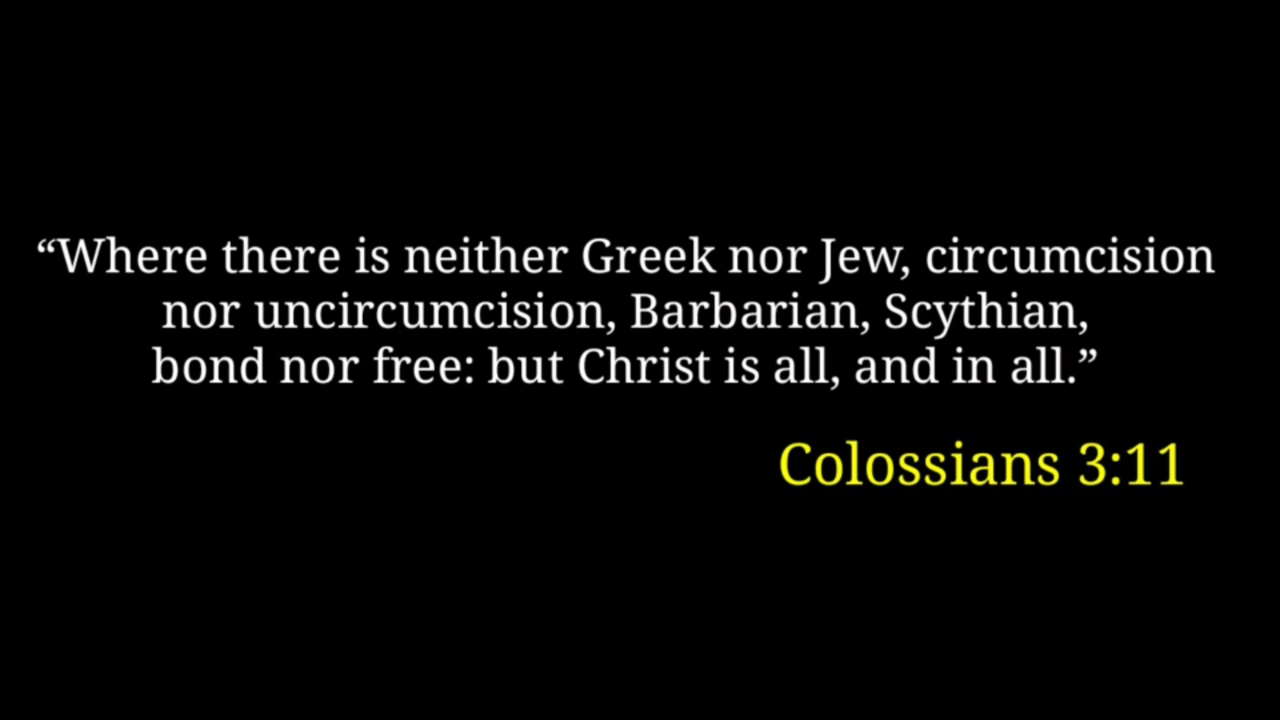 “Where there is neither Greek nor Jew, circumcision
nor uncircumcision, Barbarian, Scythian,
bond nor free: but Christ is all, and in all.”
Colossians 3:11